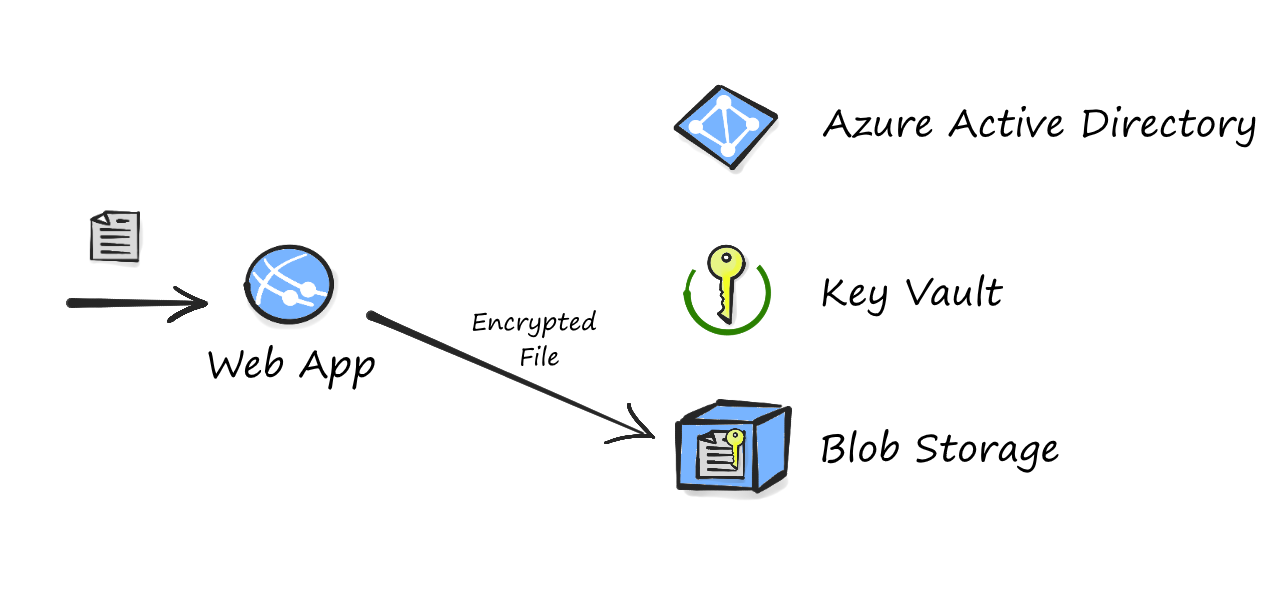 Azure Active Directory
Key Vault
Encrypted
File
Web App
Blob Storage